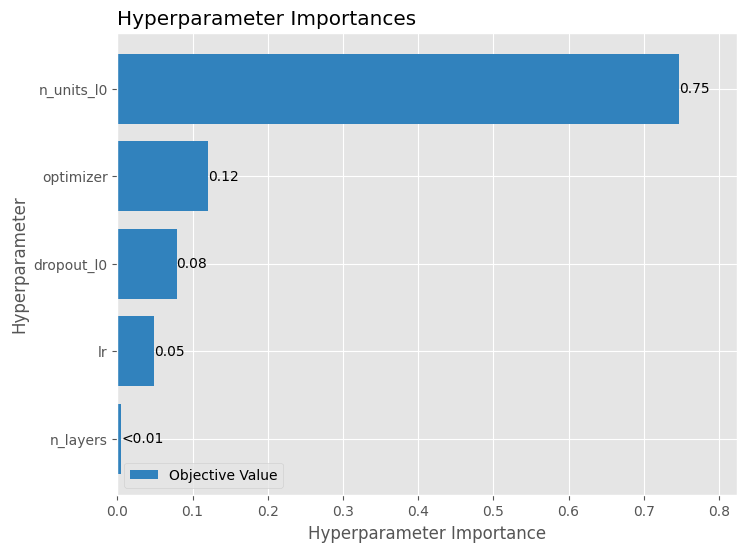 Hyperparameter Importances
Hyperparameter
n_units_l0
0.75
optimizer
0.12
dropout_l0
0.08
lr
0.05
n_layers
<0.01
Objective Value
0.0 0.1 0.2 0.3 0.4 0.5 0.6 0.7 0.8
Hyperparameter Importance